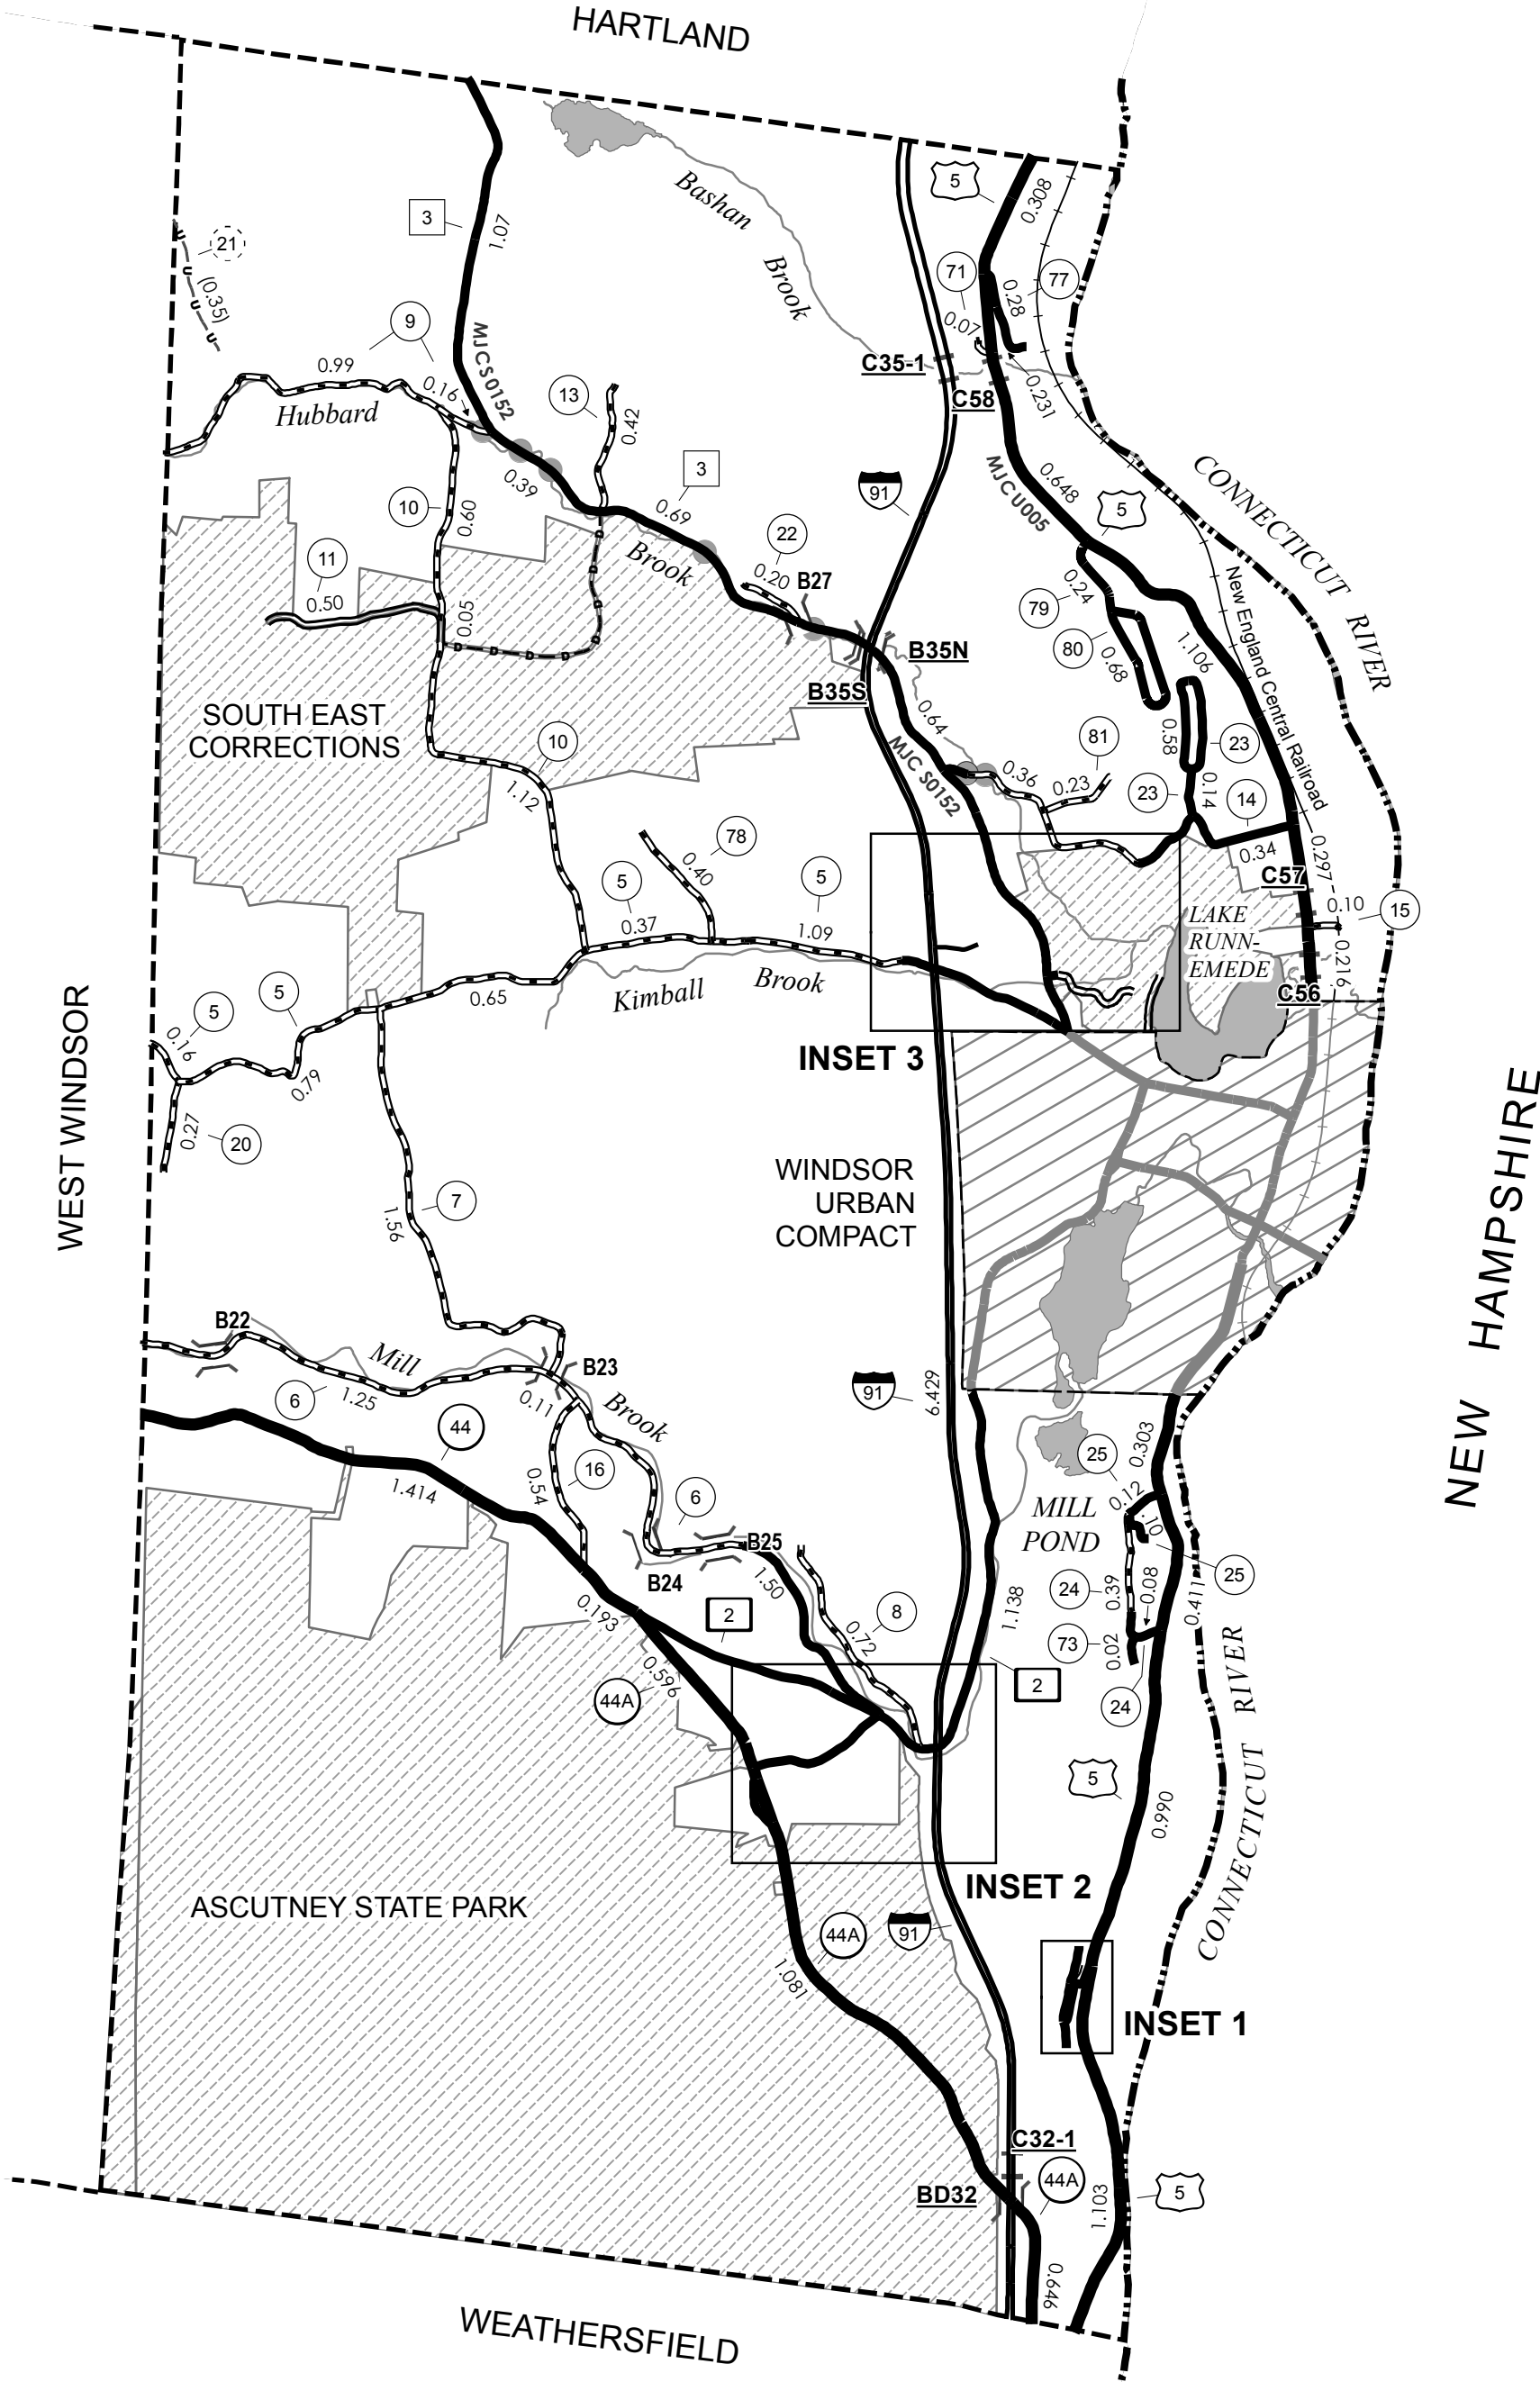 HARTLAND
5
0.308
Bashan
3
1.07
21
(0.35)
Brook
71
77
0.28
0.07
9
0.99
0.16
MJCS0152
C35-1
C58
0.231
13
0.42
Hubbard
0.39
3
91
MJCU005
0.648
5
CONNECTICUT RIVER
10
0.60
0.69
22
Brook
0.20
B27
11
0.50
0.05
0.24
79
80
0.68
1.106
New England Central Railroad
B35N
B35S
SOUTH EAST
CORRECTIONS
10
1.12
0.64
MJC S0152
0.58
23
81
0.36
0.23
23
0.14
14
0.34
0.297
78
0.40
5
0.37
5
1.09
C57
0.10
15
LAKE
RUNN-
EMEDE
0.216
C56
Kimball
Brook
0.65
5
5
0.16
0.79
0.27
20
INSET 3
WEST WINDSOR
NEW HAMPSHIRE
WINDSOR
URBAN
COMPACT
7
1.56
B22
Mill
B23
6
1.25
0.11
Brook
91
6.429
44
1.414
0.54
16
6
25
0.303
0.12
.10
MILL
POND
B25
B24
1.50
25
24
0.39
0.08
0.411
0.193
2
8
0.72
1.138
73
0.02
24
CONNECTICUT RIVER
44A
0.596
2
5
0.990
INSET 2
ASCUTNEY STATE PARK
44A
91
1.081
INSET 1
C32-1
44A
BD32
1.103
5
0.646
WEATHERSFIELD